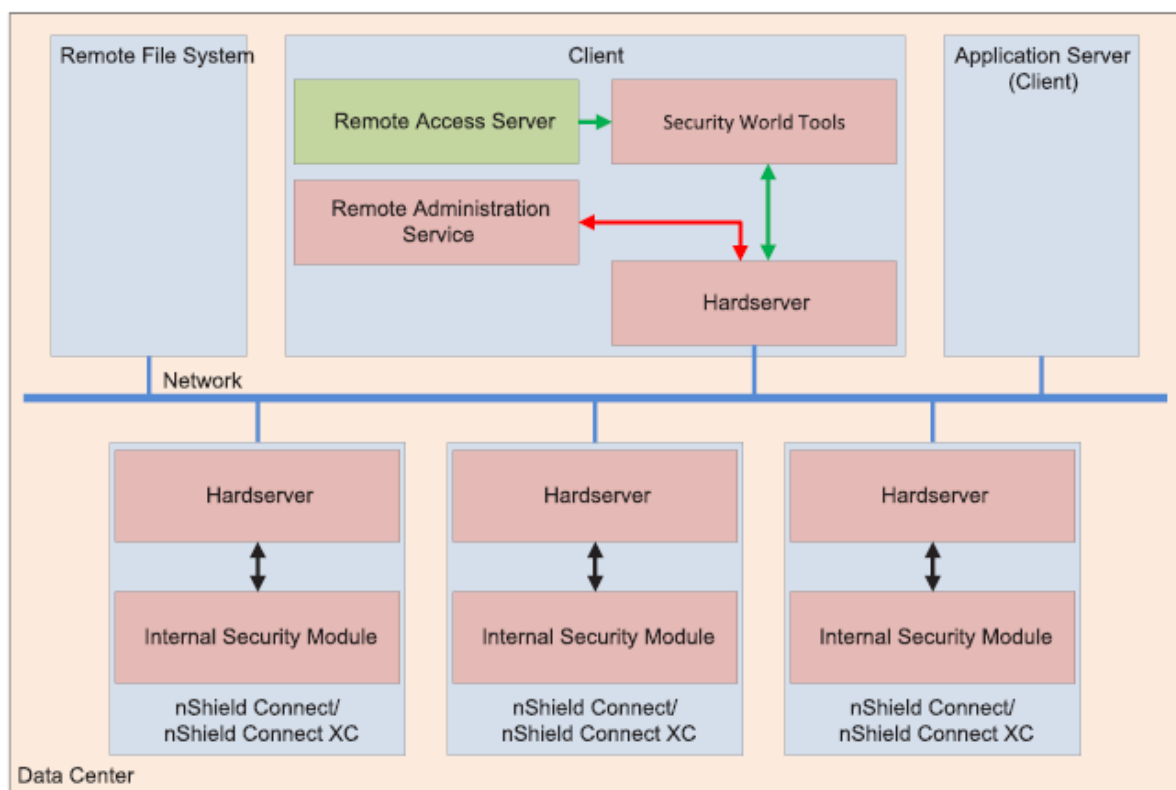 Remote File System
Client
Application Server
(Client)
Remote Access Server
Security World Tools
Remote Administration
Service
Hardserver
Network
Hardserver
Hardserver
Hardserver
Internal Security Module
Internal Security Module
Internal Security Module
nShield Connect/
nShield Connect XC
nShield Connect/
nShield Connect XC
nShield Connect/
nShield Connect XC
Data Center